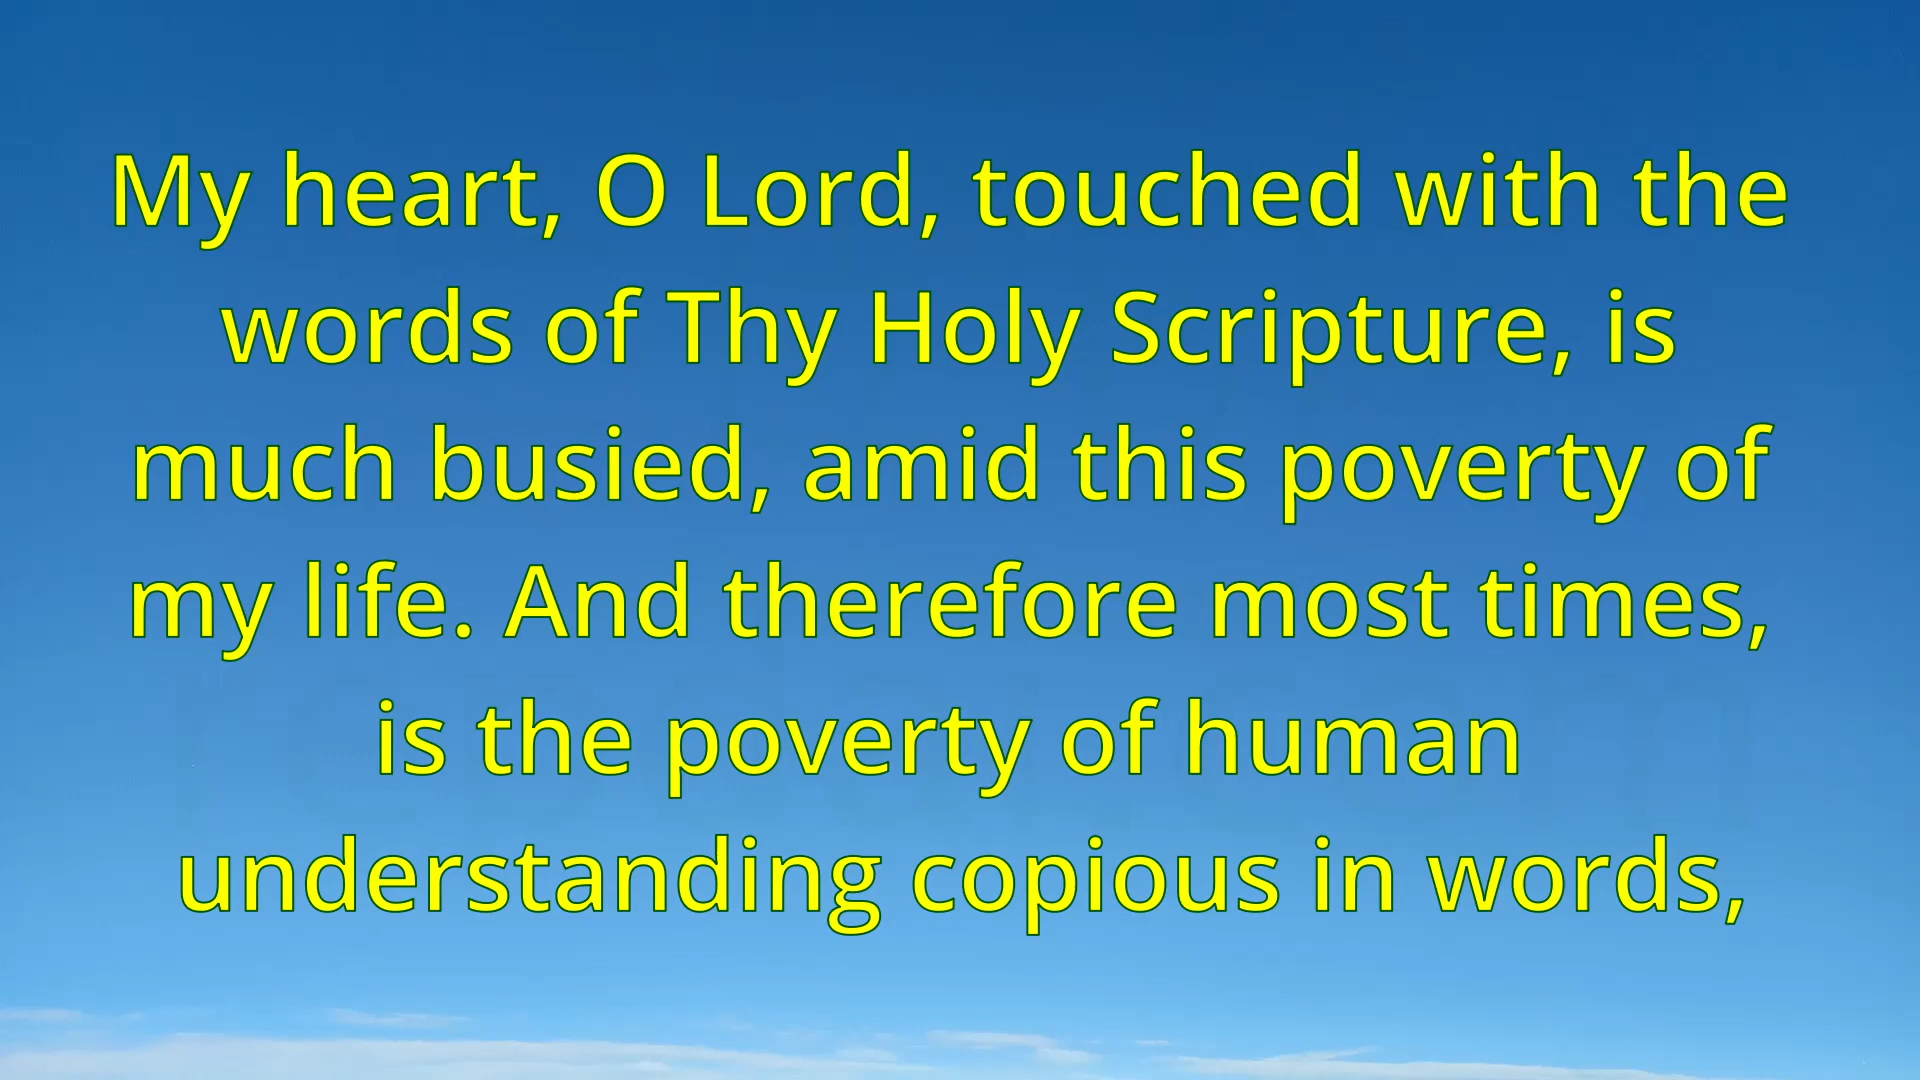 My heart, O Lord, touched with the
words of Thy Holy Scripture, is
much busied, amid this poverty of
my life. And therefore most times,
is the poverty of human
understanding copious in words,